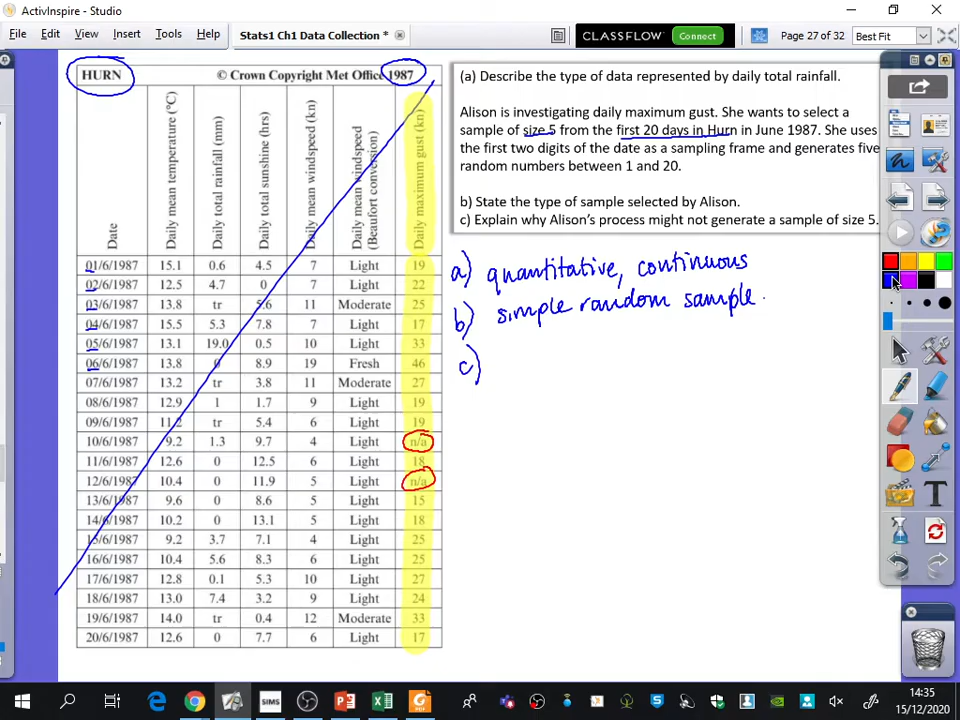 ActivInspire - Studio
File Edit View Insert Tools Help Stats1 Ch1 Data Collection * CLASSFLOW Connect Page 27 of 32 Best Fit
HURN © Crown Copyright Met Office 1987
Date
Daily mean temperature (°C)
Daily total rainfall (mm)
Daily total sunshine (hrs)
Daily mean windspeed (kn)
Daily mean windspeed
(Beaufort conversion)
Daily maximum gust (kn)
01/6/1987 15.1 0.6 4.5 7 Light 19
02/6/1987 12.5 4.7 0 7 Light 22
03/6/1987 13.8 tr 5.6 11 Moderate 25
04/6/1987 15.5 5.3 7.8 7 Light 17
05/6/1987 13.1 19.0 0.5 10 Light 33
06/6/1987 13.8 0 8.9 19 Fresh 46
07/6/1987 13.2 tr 3.8 11 Moderate 27
08/6/1987 12.9 1 1.7 9 Light 19
09/6/1987 11.2 tr 5.4 6 Light 19
10/6/1987 9.2 1.3 9.7 4 Light n/a
11/6/1987 12.6 0 12.5 6 Light 18
12/6/1987 10.4 0 11.9 5 Light n/a
13/6/1987 9.6 0 8.6 5 Light 15
14/6/1987 10.2 0 13.1 5 Light 18
15/6/1987 9.2 3.7 7.1 4 Light 25
16/6/1987 10.4 5.6 8.3 6 Light 25
17/6/1987 12.8 0.1 5.3 10 Light 27
18/6/1987 13.0 7.4 3.2 9 Light 24
19/6/1987 14.0 tr 0.4 12 Moderate 33
20/6/1987 12.6 0 7.7 6 Light 17
(a) Describe the type of data represented by daily total rainfall.
Alison is investigating daily maximum gust. She wants to select a
sample of size 5 from the first 20 days in Hurn in June 1987. She uses
the first two digits of the date as a sampling frame and generates five
random numbers between 1 and 20.
b) State the type of sample selected by Alison.
c) Explain why Alison's process might not generate a sample of size 5.
a) quantitative, continuous
b) simple random sample
c)
SIMS
14:35
15/12/2020